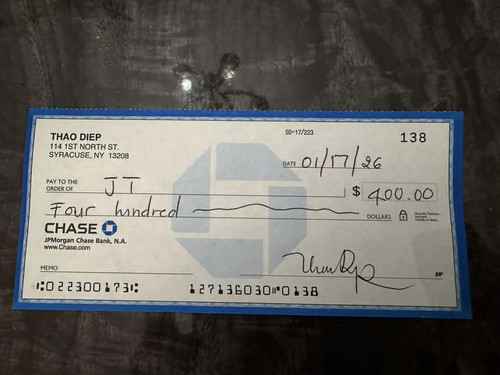 THAO DIEP
114 1ST NORTH ST.
SYRACUSE, NY 13208
50-17/223
138
DATE 01/17/26
PAY TO THE ORDER OF JT $ 400.00
Four hundred DOLLARS
CHASE
JPMorgan Chase Bank, N.A.
www.Chase.com
MEMO
MP
⑆022300173⑆ 127136030⑈0138